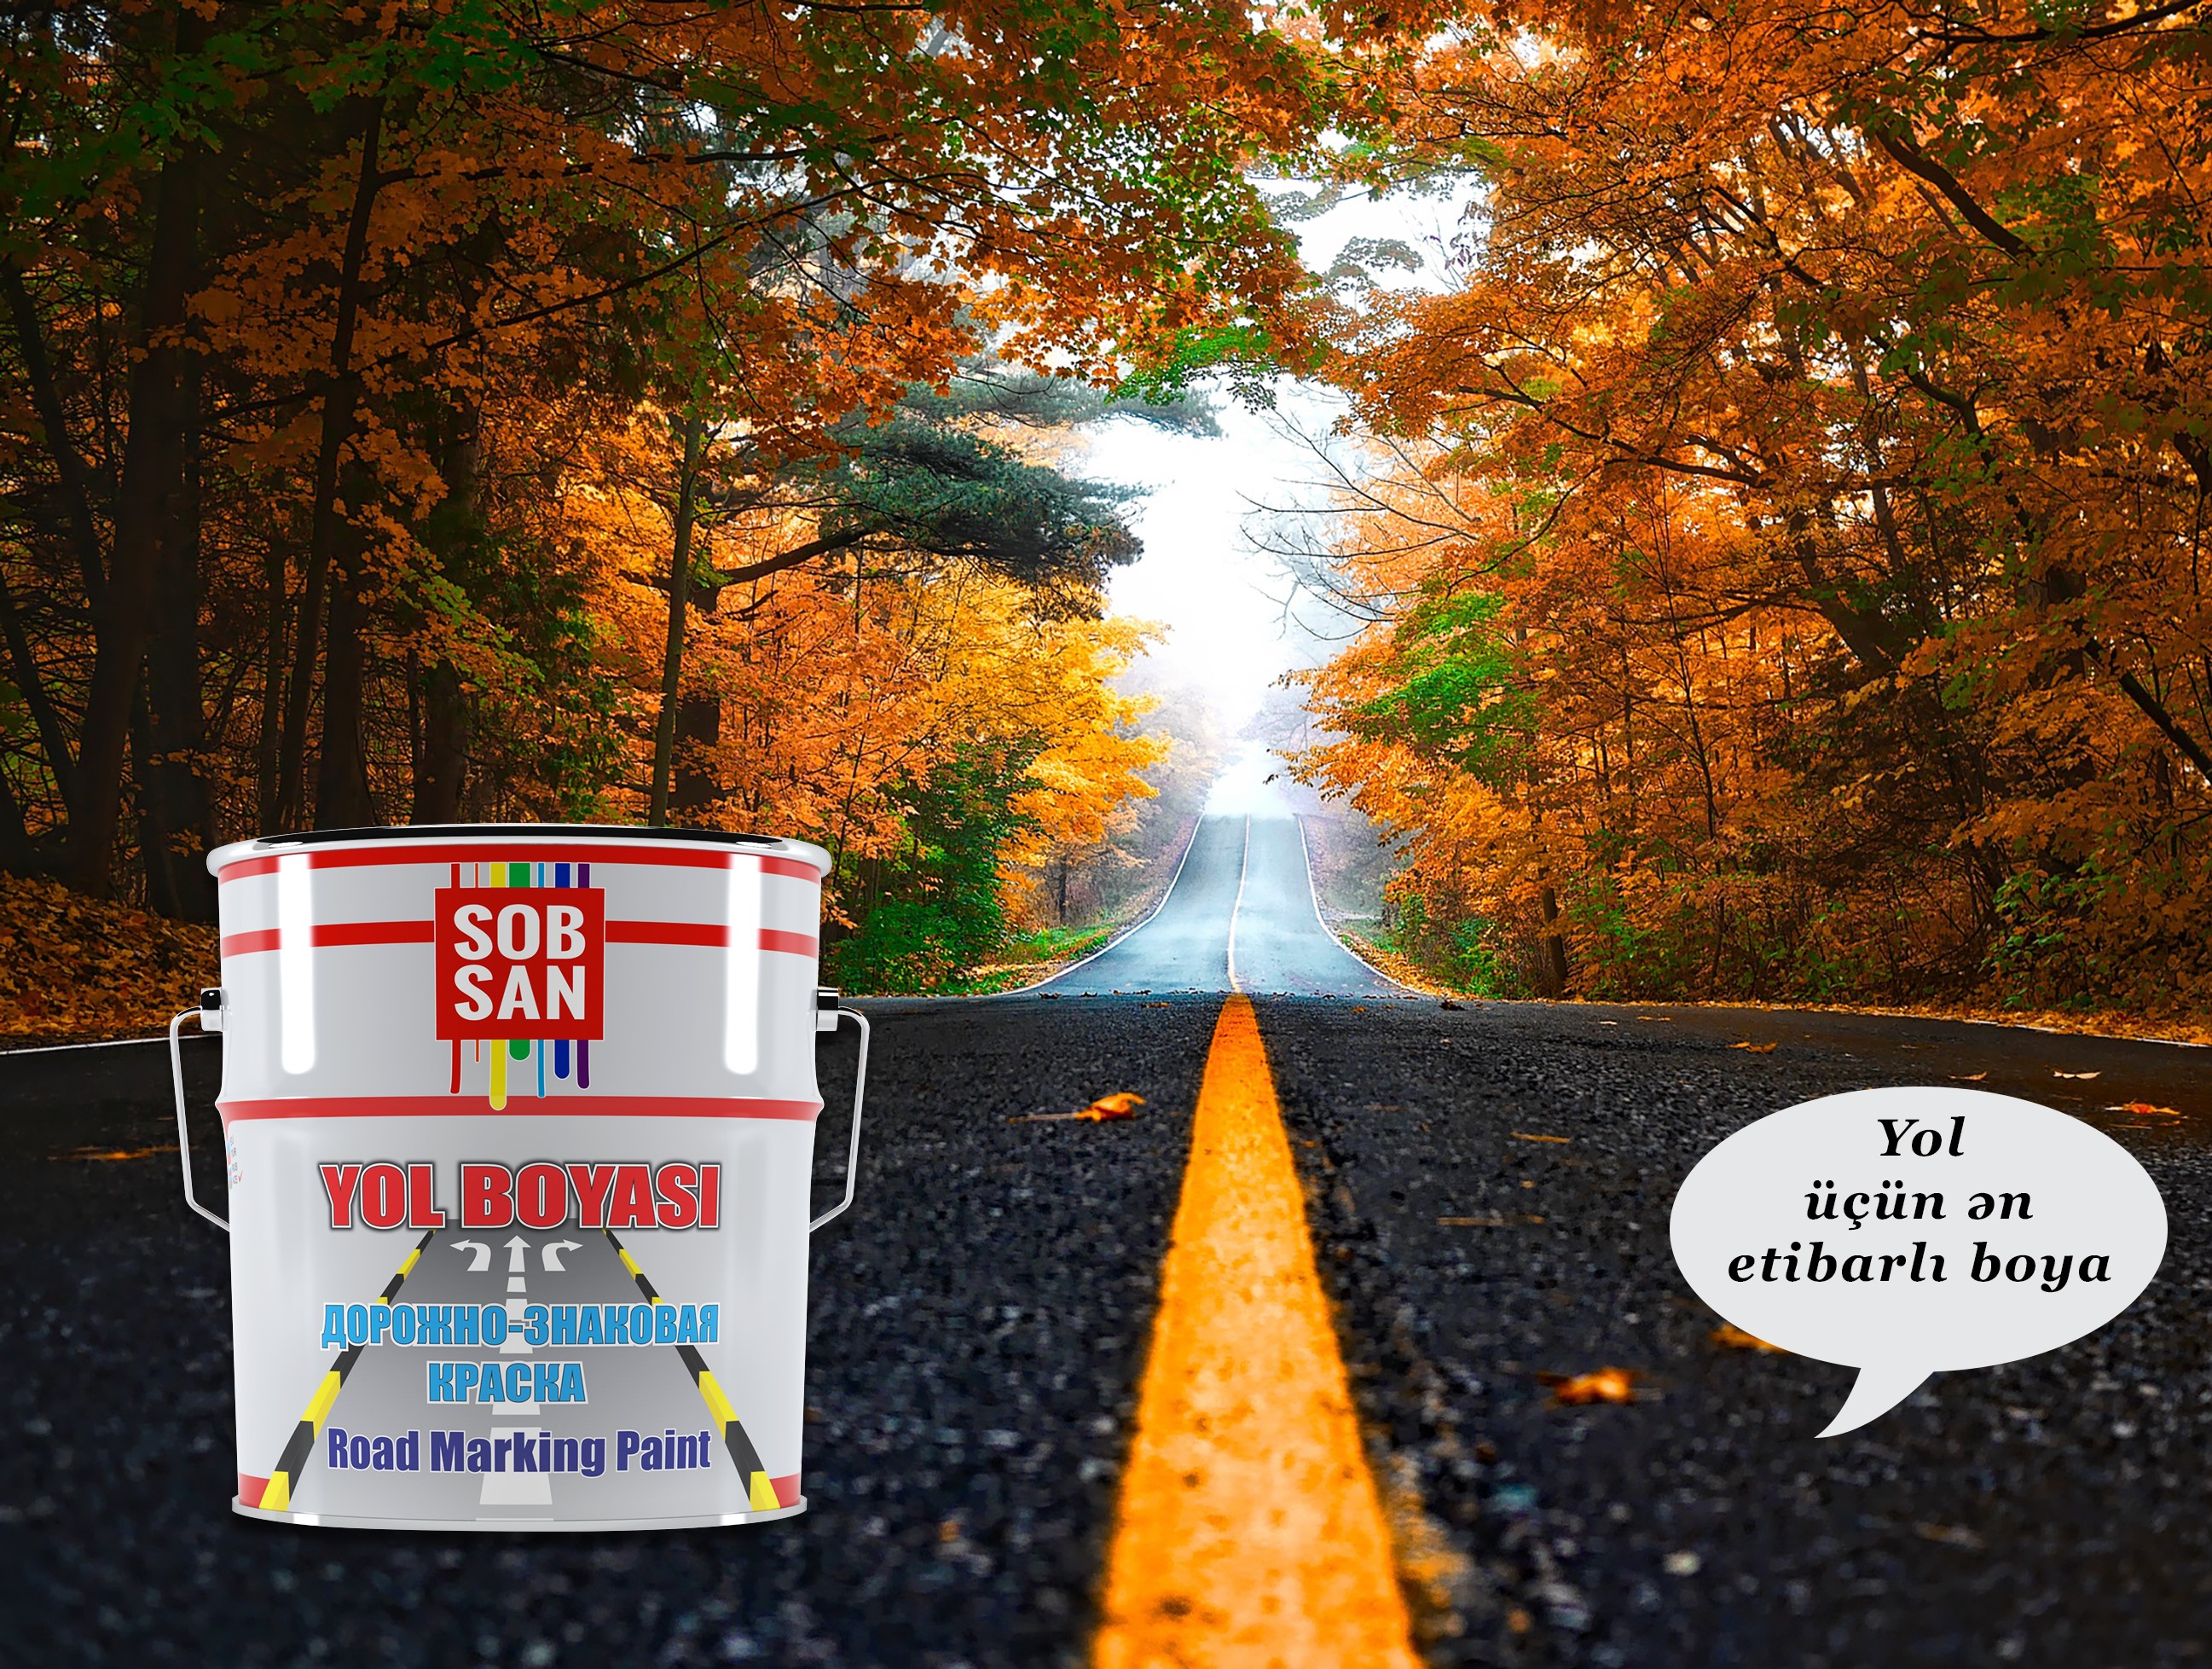 SOB
SAN
YOL BOYASI
ДОРОЖНО-ЗНАКОВАЯ
КРАСКА
Road Marking Paint
Yol
üçün ən
etibarlı boya